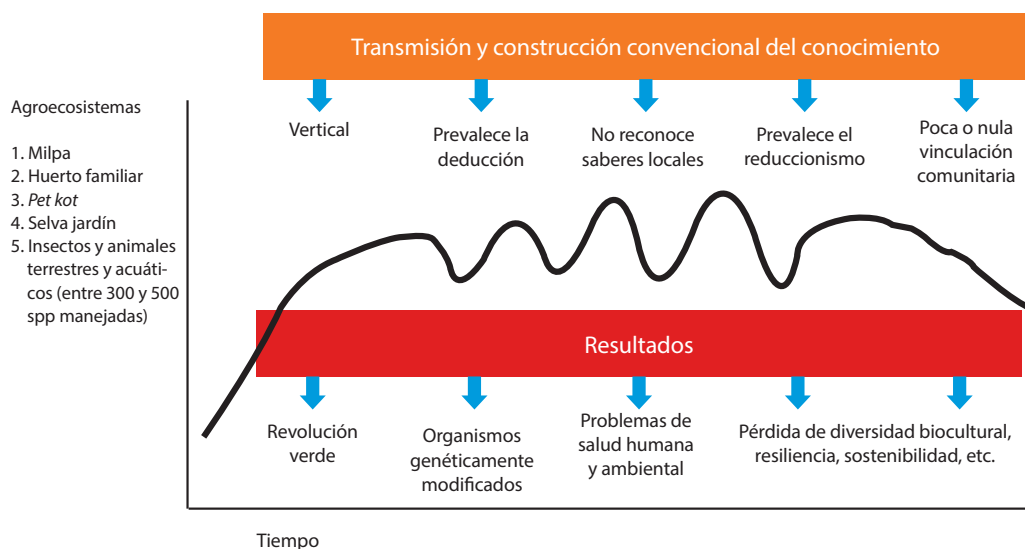 Transmisión y construcción convencional del conocimiento
Agroecosistemas
1. Milpa
2. Huerto familiar
3. Pet kot
4. Selva jardín
5. Insectos y animales
terrestres y acuáti-
cos (entre 300 y 500
spp manejadas)
Vertical
Prevalece la
deducción
No reconoce
saberes locales
Prevalece el
reduccionismo
Poca o nula
vinculación
comunitaria
Resultados
Revolución
verde
Organismos
genéticamente
modificados
Problemas de
salud humana
y ambiental
Pérdida de diversidad biocultural,
resiliencia, sostenibilidad, etc.
Tiempo